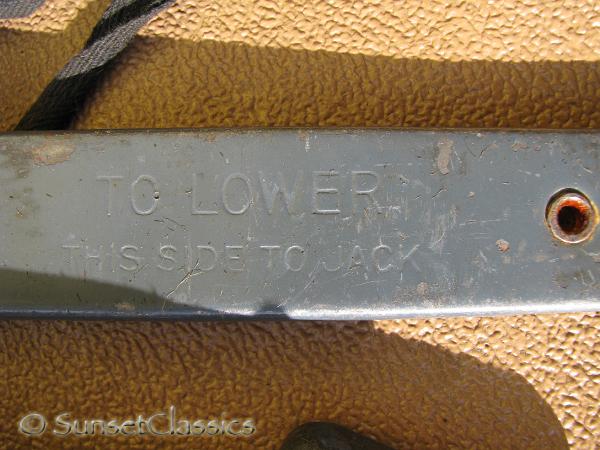 TO LOWER
THIS SIDE TO JACK
© SunsetClassics